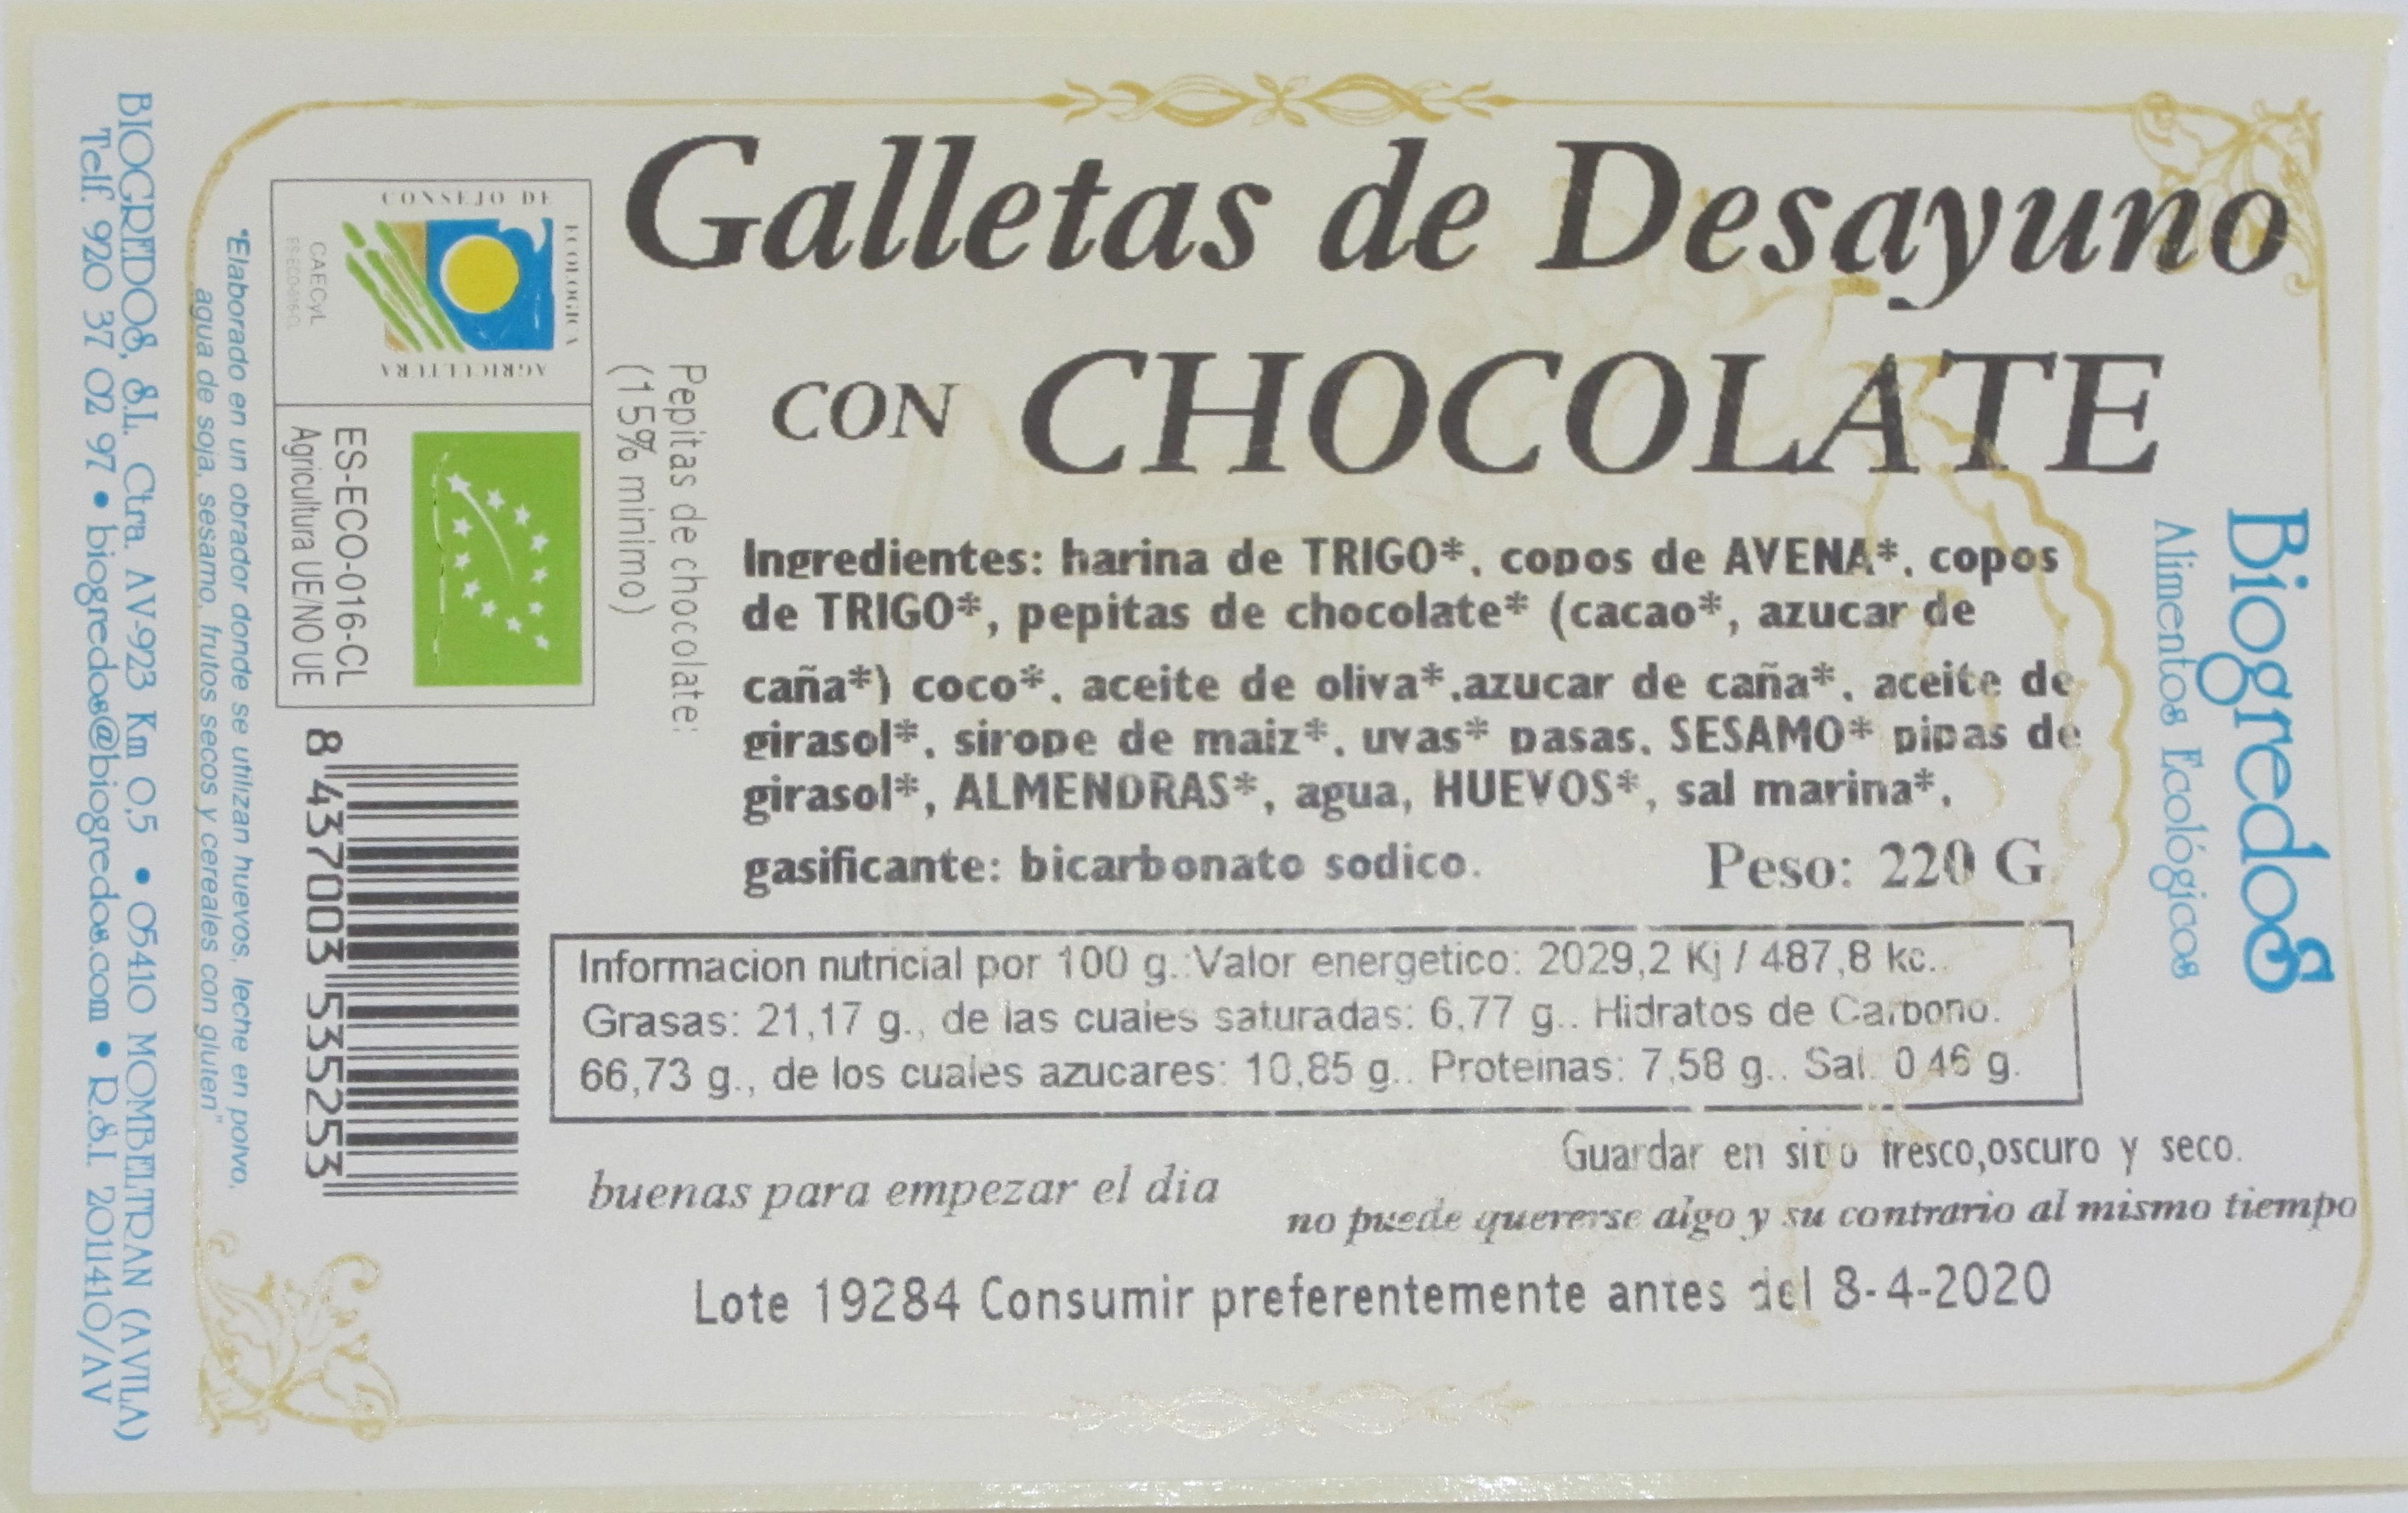 Galletas de Desayuno
CON CHOCOLATE
Ingredientes: harina de TRIGO*, copos de AVENA*, copos
de TRIGO*, pepitas de chocolate* (cacao*, azucar de
caña*) coco*, aceite de oliva*,azucar de caña*, aceite de
girasol*, sirope de maiz*, uvas* pasas, SESAMO* pipas de
girasol*, ALMENDRAS*, agua, HUEVOS*, sal marina*,
gasificante: bicarbonato sodico.
Peso: 220 G
Informacion nutricial por 100 g.:Valor energetico: 2029,2 Kj / 487,8 kc..
Grasas: 21,17 g., de las cuales saturadas: 6,77 g.. Hidratos de Carbono.
66,73 g., de los cuales azucares: 10,85 g.. Proteinas: 7,58 g.. Sal. 0,46 g.
Guardar en sitio fresco,oscuro y seco.
buenas para empezar el dia
no puede quererse algo y su contrario al mismo tiempo
Lote 19284 Consumir preferentemente antes del 8-4-2020
Biogredos
Alimentos Ecológicos
Pepitas de chocolate:
(15% minimo)
CONSEJO DE
AGRICULTURA
ECOLOGICA
CAECyL
ES-ECO-016-CL
ES-ECO-016-CL
Agricultura UE/NO UE
8 437003 535253
"Elaborado en un obrador donde se utilizan huevos, leche en polvo,
agua de soja, sésamo, frutos secos y cereales con gluten"
BIOGREDOS, S.L. Ctra. AV-923 Km 0,5 • 05410 MOMBELTRAN (AVILA)
Telf. 920 37 02 97 • biogredos@biogredos.com • R.S.I. 2011410/AV